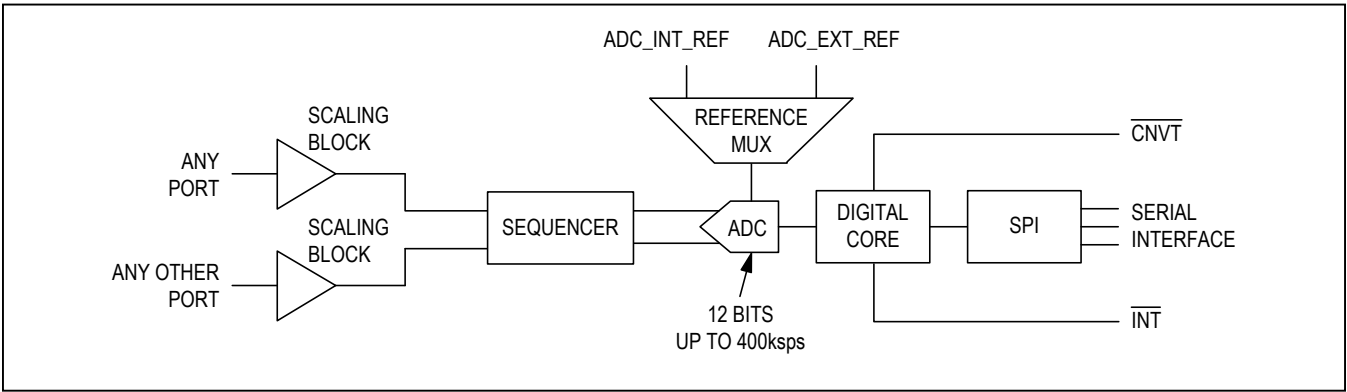 ADC_INT_REF
ADC_EXT_REF
REFERENCE
MUX
SCALING
BLOCK
ANY
PORT
SCALING
BLOCK
ANY OTHER
PORT
SEQUENCER
ADC
12 BITS
UP TO 400ksps
DIGITAL
CORE
SPI
CNVT
SERIAL
INTERFACE
INT